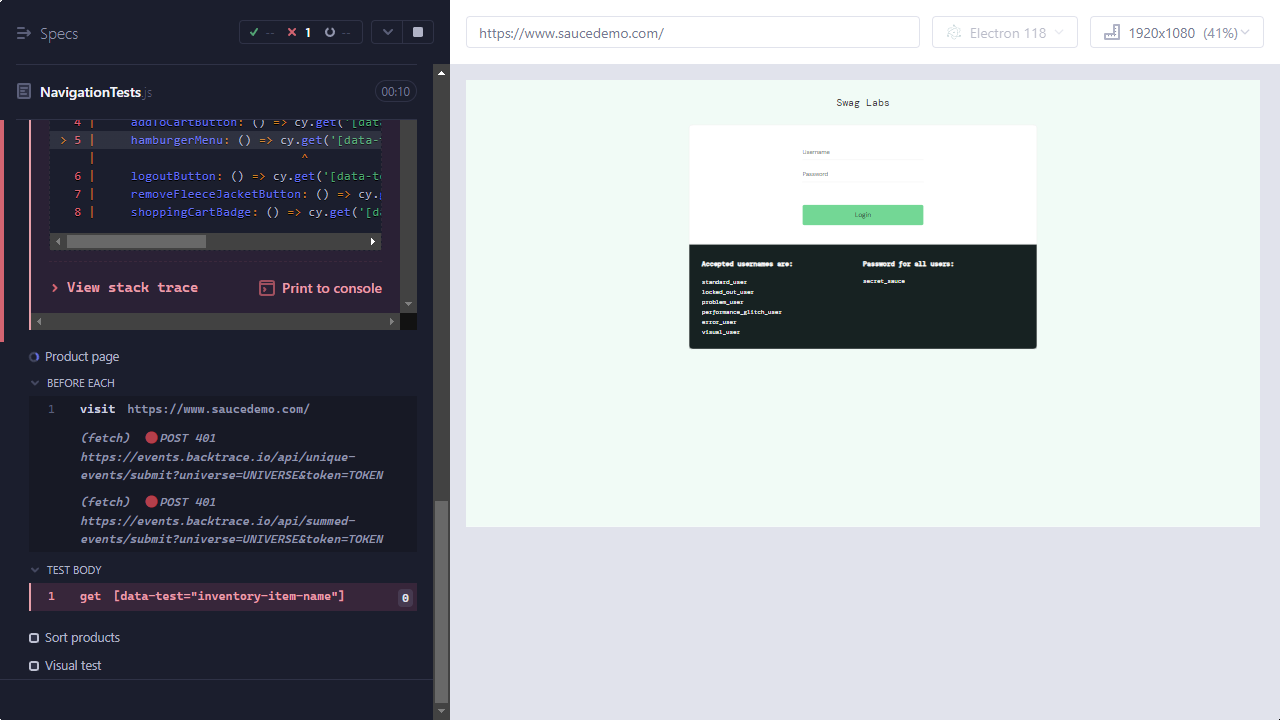 Specs
-- 1 --
NavigationTests.js
00:10
4 | addToCartButton: () => cy.get('[data
> 5 | hamburgerMenu: () => cy.get('[data-t
| ^
6 | logoutButton: () => cy.get('[data-te
7 | removeFleeceJacketButton: () => cy.g
8 | shoppingCartBadge: () => cy.get('[da
View stack trace
Print to console
Product page
BEFORE EACH
1 visit https://www.saucedemo.com/
(fetch) POST 401
https://events.backtrace.io/api/unique-
events/submit?universe=UNIVERSE&token=TOKEN
(fetch) POST 401
https://events.backtrace.io/api/summed-
events/submit?universe=UNIVERSE&token=TOKEN
TEST BODY
1 get [data-test="inventory-item-name"] 0
Sort products
Visual test
https://www.saucedemo.com/
Electron 118
1920x1080 (41%)
Swag Labs
Username
Password
Login
Accepted usernames are:
standard_user
locked_out_user
problem_user
performance_glitch_user
error_user
visual_user
Password for all users:
secret_sauce